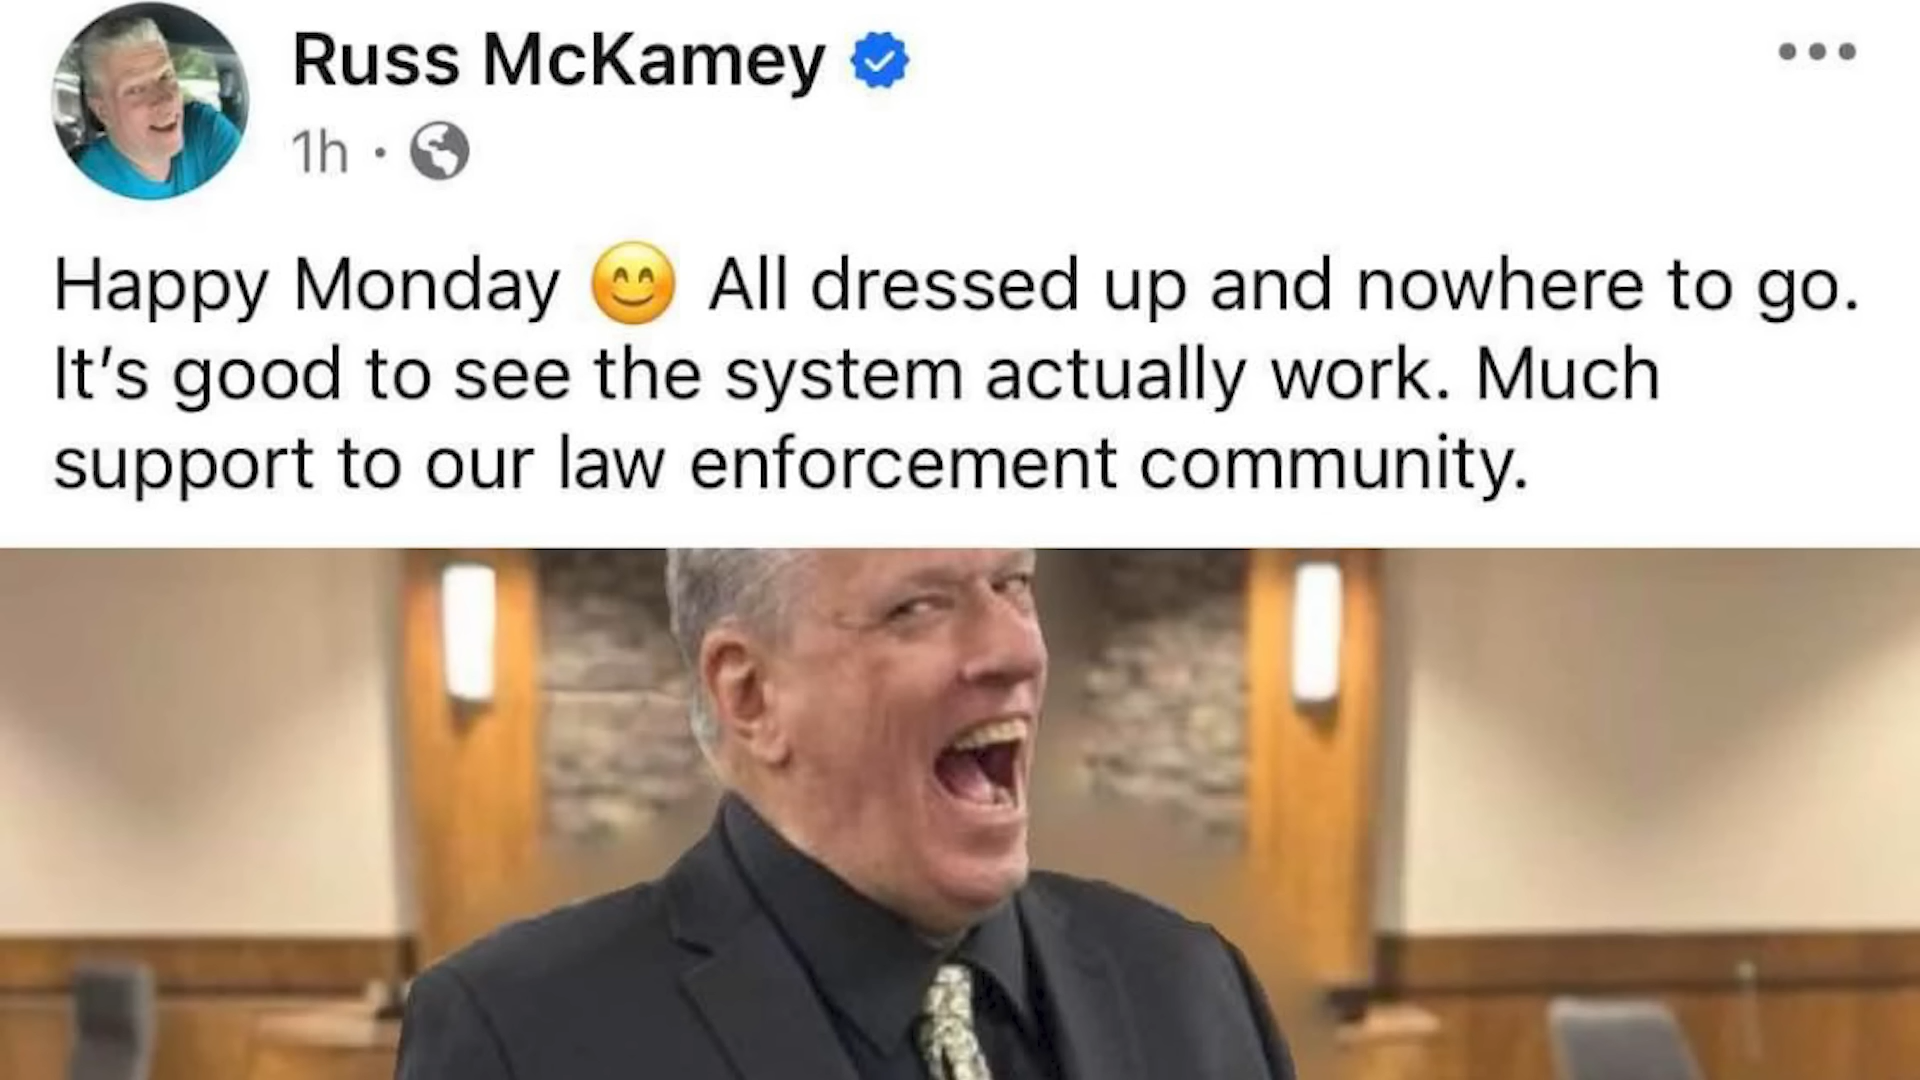 Russ McKamey
1h ·
Happy Monday 😊 All dressed up and nowhere to go.
It's good to see the system actually work. Much
support to our law enforcement community.